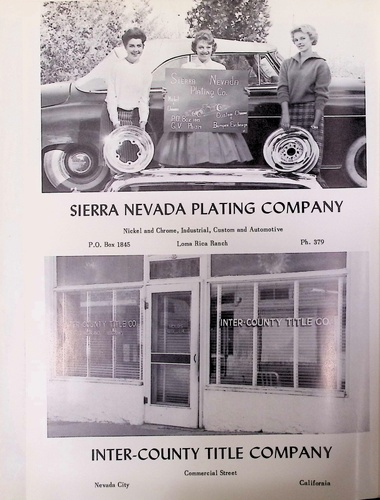 Sierra Nevada
Plating Co.
SIERRA NEVADA PLATING COMPANY
Nickel and Chrome, Industrial, Custom and Automotive
P.O. Box 1845 Loma Rica Ranch Ph. 379
INTER-COUNTY TITLE CO
INTER-COUNTY TITLE CO
INTER-COUNTY TITLE COMPANY
Commercial Street
Nevada City California